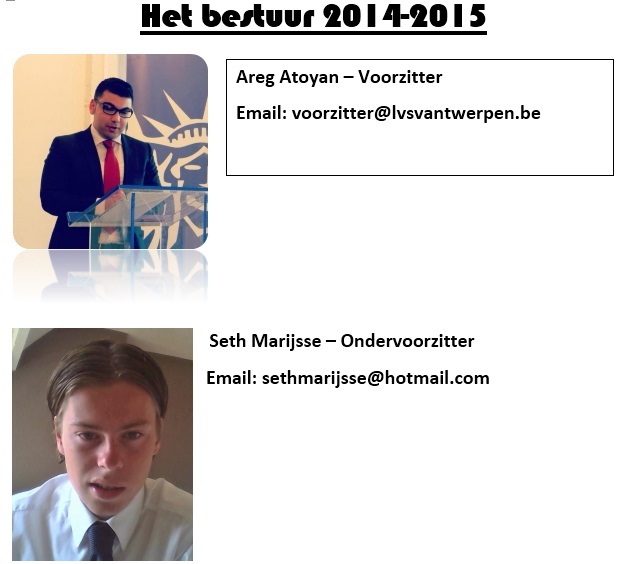 Het bestuur 2014-2015
Areg Atoyan – Voorzitter
Email: voorzitter@lvsvantwerpen.be
Seth Marijsse – Ondervoorzitter
Email: sethmarijsse@hotmail.com